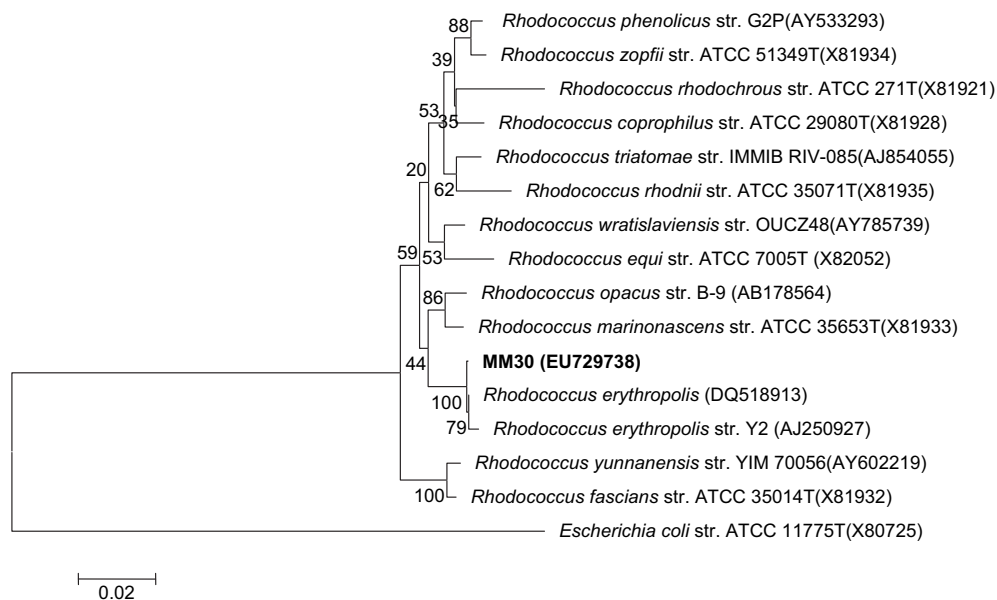 88
Rhodococcus phenolicus str. G2P(AY533293)
Rhodococcus zopfii str. ATCC 51349T(X81934)
39
Rhodococcus rhodochrous str. ATCC 271T(X81921)
53
35
Rhodococcus coprophilus str. ATCC 29080T(X81928)
Rhodococcus triatomae str. IMMIB RIV-085(AJ854055)
20
62
Rhodococcus rhodnii str. ATCC 35071T(X81935)
Rhodococcus wratislaviensis str. OUCZ48(AY785739)
59
53
Rhodococcus equi str. ATCC 7005T (X82052)
86
Rhodococcus opacus str. B-9 (AB178564)
Rhodococcus marinonascens str. ATCC 35653T(X81933)
44
MM30 (EU729738)
100
Rhodococcus erythropolis (DQ518913)
79
Rhodococcus erythropolis str. Y2 (AJ250927)
Rhodococcus yunnanensis str. YIM 70056(AY602219)
100
Rhodococcus fascians str. ATCC 35014T(X81932)
Escherichia coli str. ATCC 11775T(X80725)
0.02